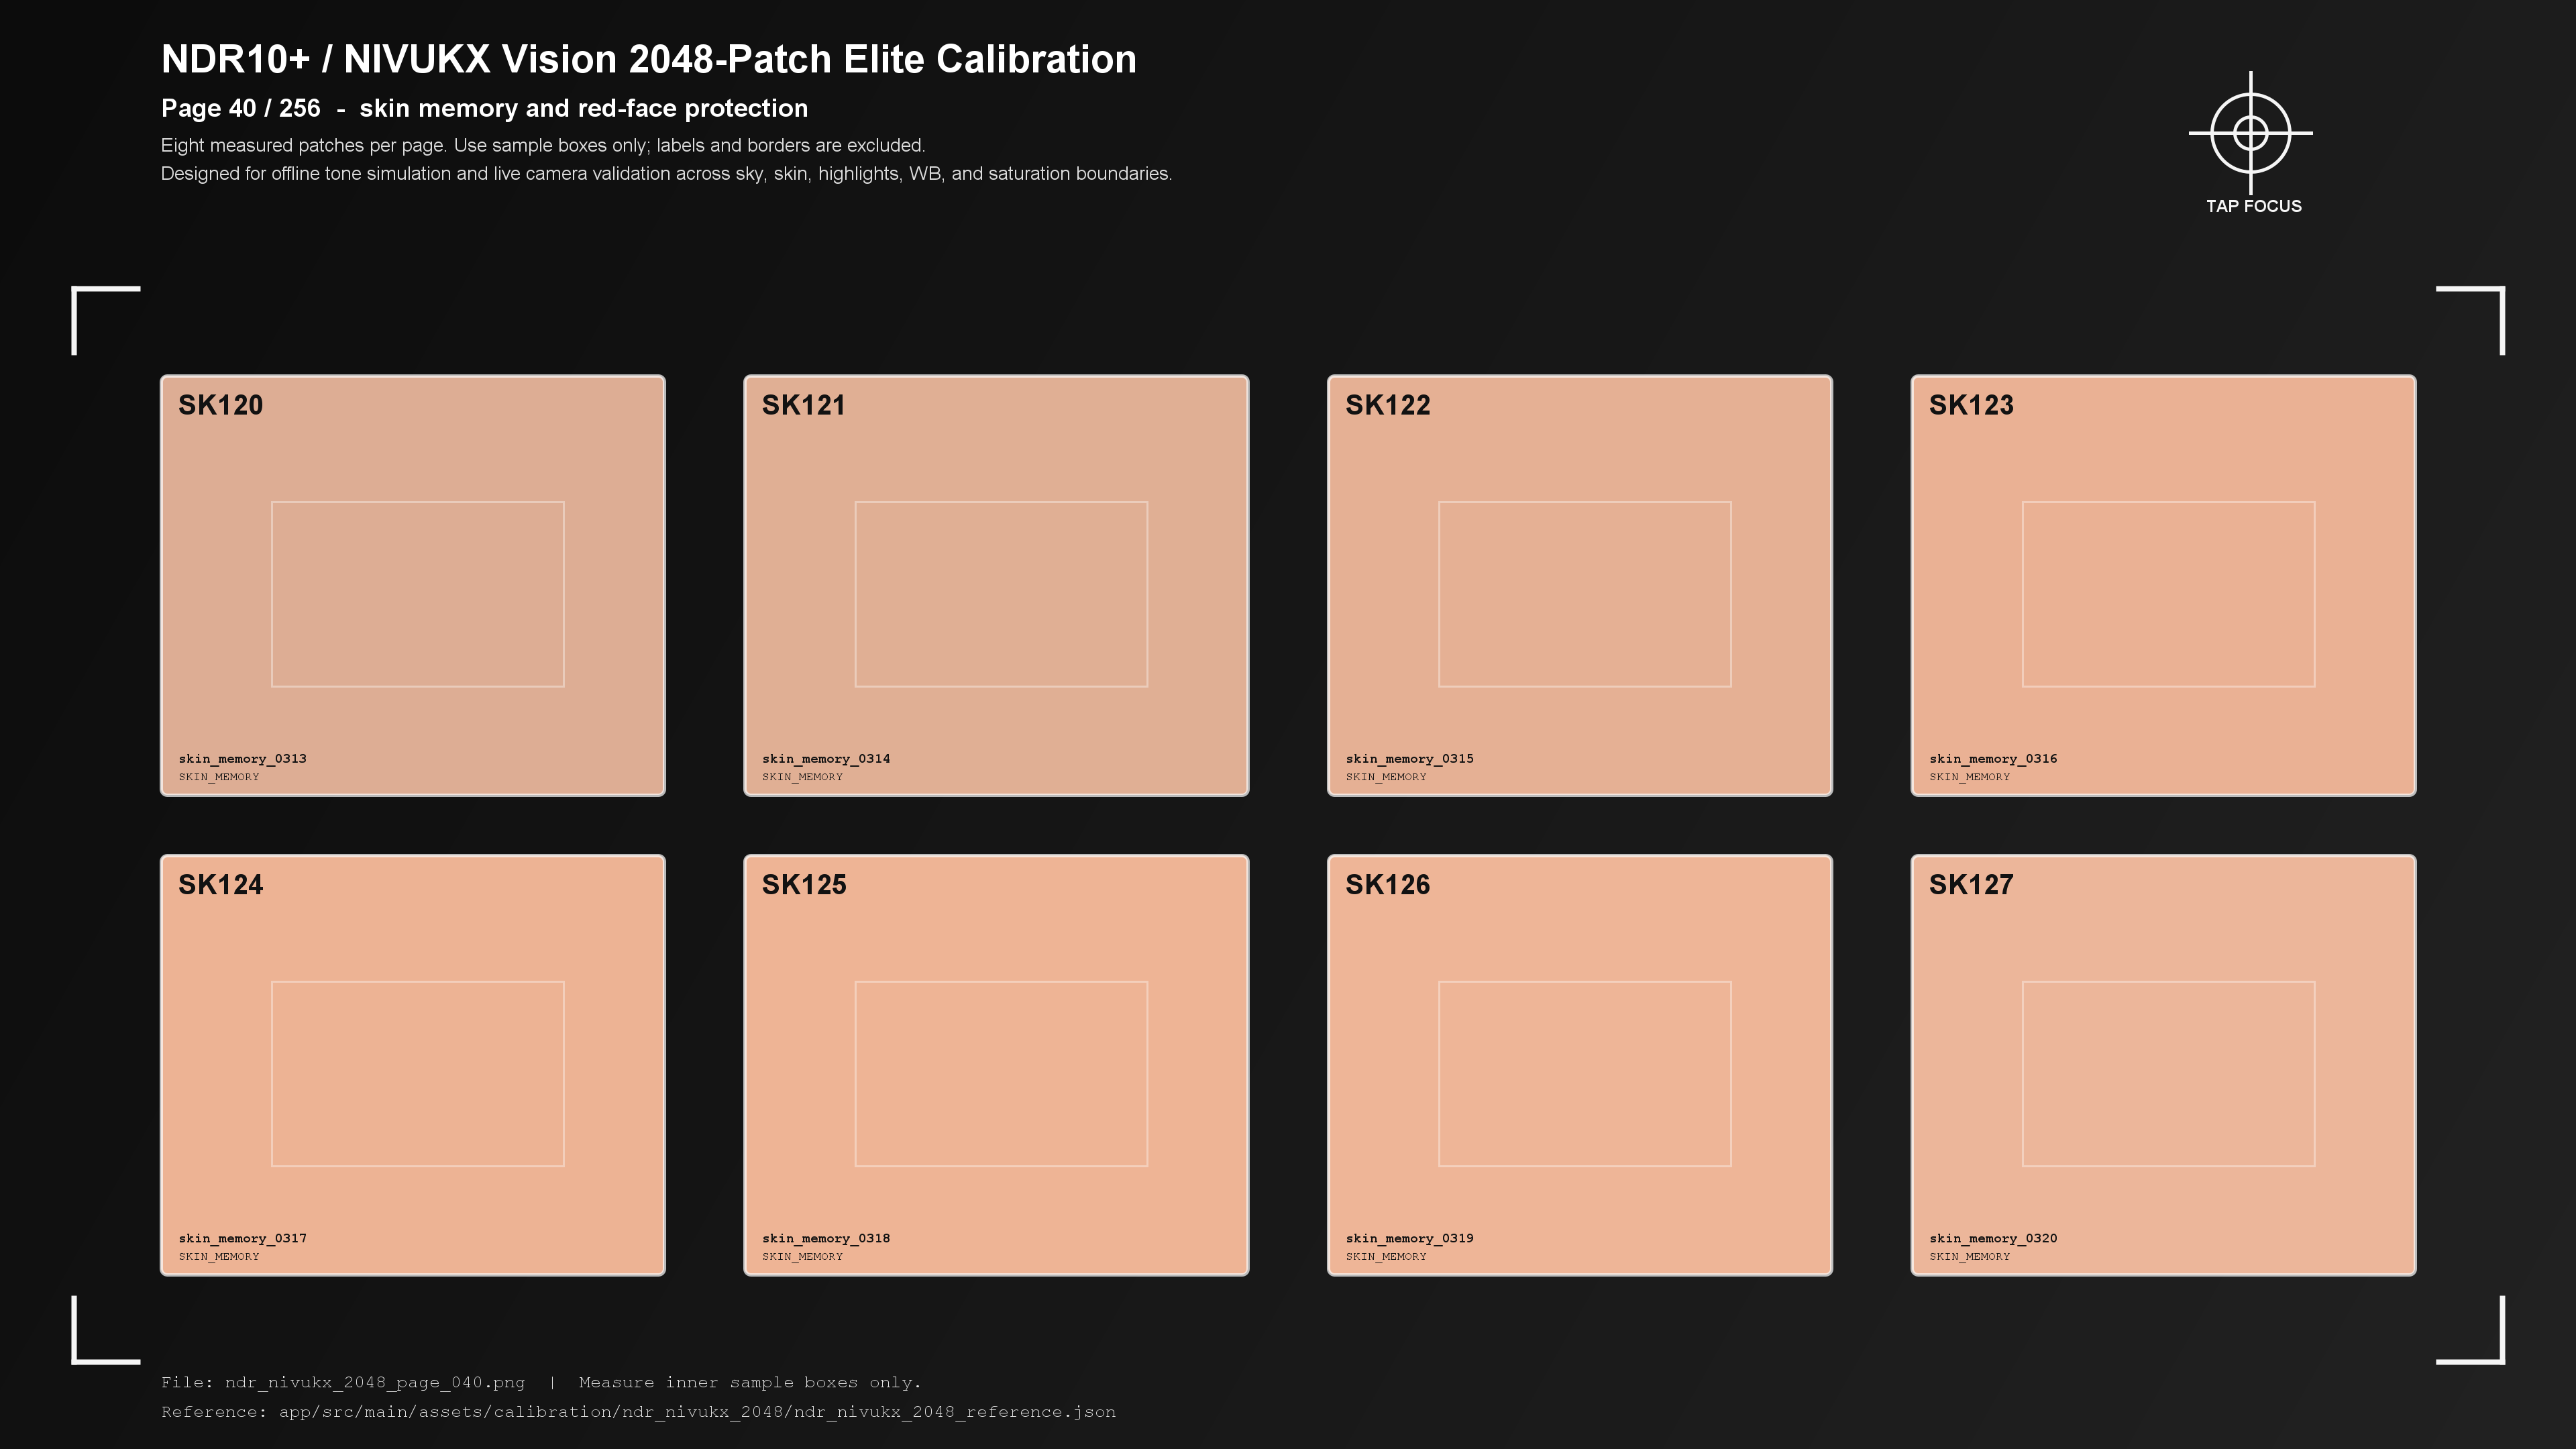 NDR10+ / NIVUKX Vision 2048-Patch Elite Calibration
Page 40 / 256 - skin memory and red-face protection
Eight measured patches per page. Use sample boxes only; labels and borders are excluded.
Designed for offline tone simulation and live camera validation across sky, skin, highlights, WB, and saturation boundaries.
TAP FOCUS
SK120
skin_memory_0313
SKIN_MEMORY
SK121
skin_memory_0314
SKIN_MEMORY
SK122
skin_memory_0315
SKIN_MEMORY
SK123
skin_memory_0316
SKIN_MEMORY
SK124
skin_memory_0317
SKIN_MEMORY
SK125
skin_memory_0318
SKIN_MEMORY
SK126
skin_memory_0319
SKIN_MEMORY
SK127
skin_memory_0320
SKIN_MEMORY
File: ndr_nivukx_2048_page_040.png | Measure inner sample boxes only.
Reference: app/src/main/assets/calibration/ndr_nivukx_2048/ndr_nivukx_2048_reference.json